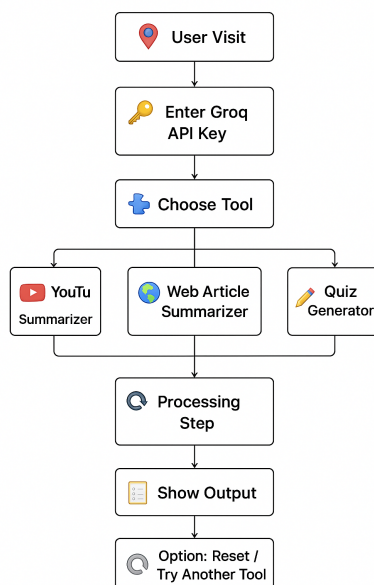 User Visit
Enter Groq
API Key
Choose Tool
YouTu
Summarizer
Web Article
Summarizer
Quiz
Generator
Processing
Step
Show Output
Option: Reset /
Try Another Tool